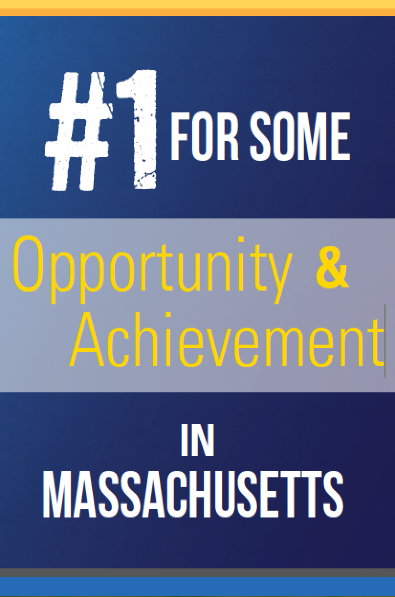 #1 FOR SOME
Opportunity &
Achievement
IN
MASSACHUSETTS